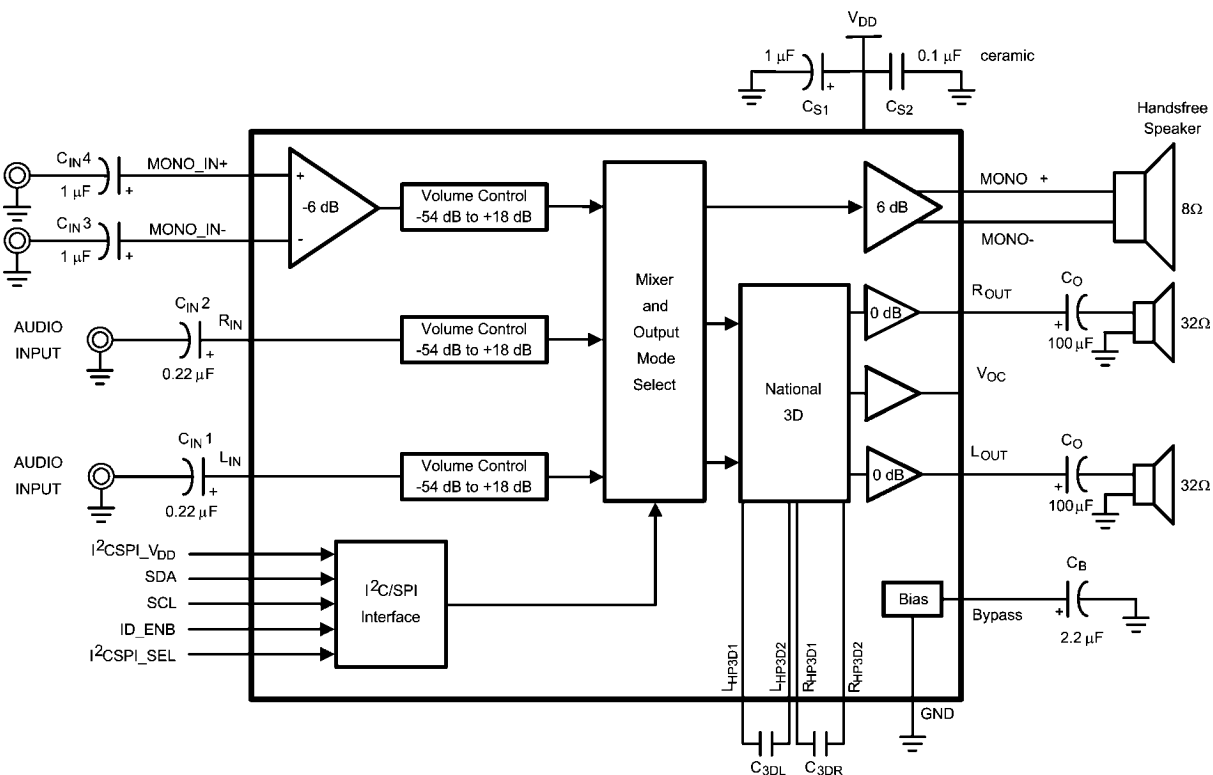 VDD
1 µF
0.1 µF ceramic
CS1
CS2
Handsfree
Speaker
CIN4
MONO_IN+
1 µF
+
+
-6 dB
-
Volume Control
-54 dB to +18 dB
6 dB
MONO +
MONO-
8Ω
CIN3
MONO_IN-
1 µF
+
Mixer
and
Output
Mode
Select
CIN2
RIN
AUDIO
INPUT
+
0.22 µF
Volume Control
-54 dB to +18 dB
0 dB
ROUT
CO
+
100 µF
32Ω
National
3D
VOC
CIN1
LIN
AUDIO
INPUT
+
0.22 µF
Volume Control
-54 dB to +18 dB
0 dB
LOUT
CO
+
100 µF
32Ω
I²CSPI_VDD
SDA
SCL
ID_ENB
I²CSPI_SEL
I²C/SPI
Interface
Bias
Bypass
CB
+
2.2 µF
LHP3D1
LHP3D2
RHP3D1
RHP3D2
GND
C3DL
C3DR
+